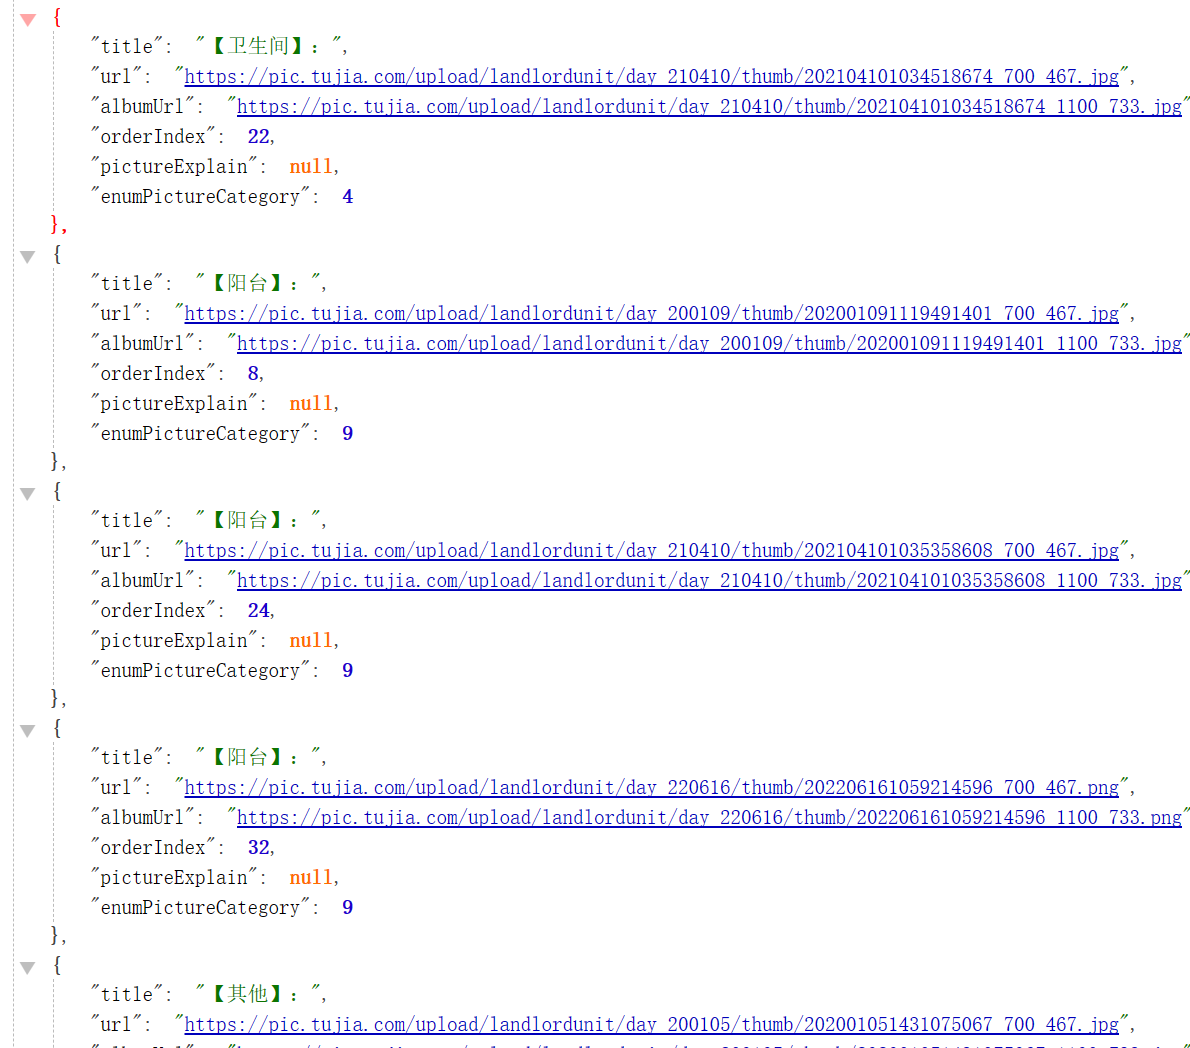 {
"title": "【卫生间】：",
"url": "https://pic.tujia.com/upload/landlordunit/day_210410/thumb/202104101034518674_700_467.jpg",
"albumUrl": "https://pic.tujia.com/upload/landlordunit/day_210410/thumb/202104101034518674_1100_733.jpg"
"orderIndex": 22,
"pictureExplain": null,
"enumPictureCategory": 4
},
{
"title": "【阳台】：",
"url": "https://pic.tujia.com/upload/landlordunit/day_200109/thumb/202001091119491401_700_467.jpg",
"albumUrl": "https://pic.tujia.com/upload/landlordunit/day_200109/thumb/202001091119491401_1100_733.jpg"
"orderIndex": 8,
"pictureExplain": null,
"enumPictureCategory": 9
},
{
"title": "【阳台】：",
"url": "https://pic.tujia.com/upload/landlordunit/day_210410/thumb/202104101035358608_700_467.jpg",
"albumUrl": "https://pic.tujia.com/upload/landlordunit/day_210410/thumb/202104101035358608_1100_733.jpg"
"orderIndex": 24,
"pictureExplain": null,
"enumPictureCategory": 9
},
{
"title": "【阳台】：",
"url": "https://pic.tujia.com/upload/landlordunit/day_220616/thumb/202206161059214596_700_467.png",
"albumUrl": "https://pic.tujia.com/upload/landlordunit/day_220616/thumb/202206161059214596_1100_733.png"
"orderIndex": 32,
"pictureExplain": null,
"enumPictureCategory": 9
},
{
"title": "【其他】：",
"url": "https://pic.tujia.com/upload/landlordunit/day_200105/thumb/202001051431075067_700_467.jpg",